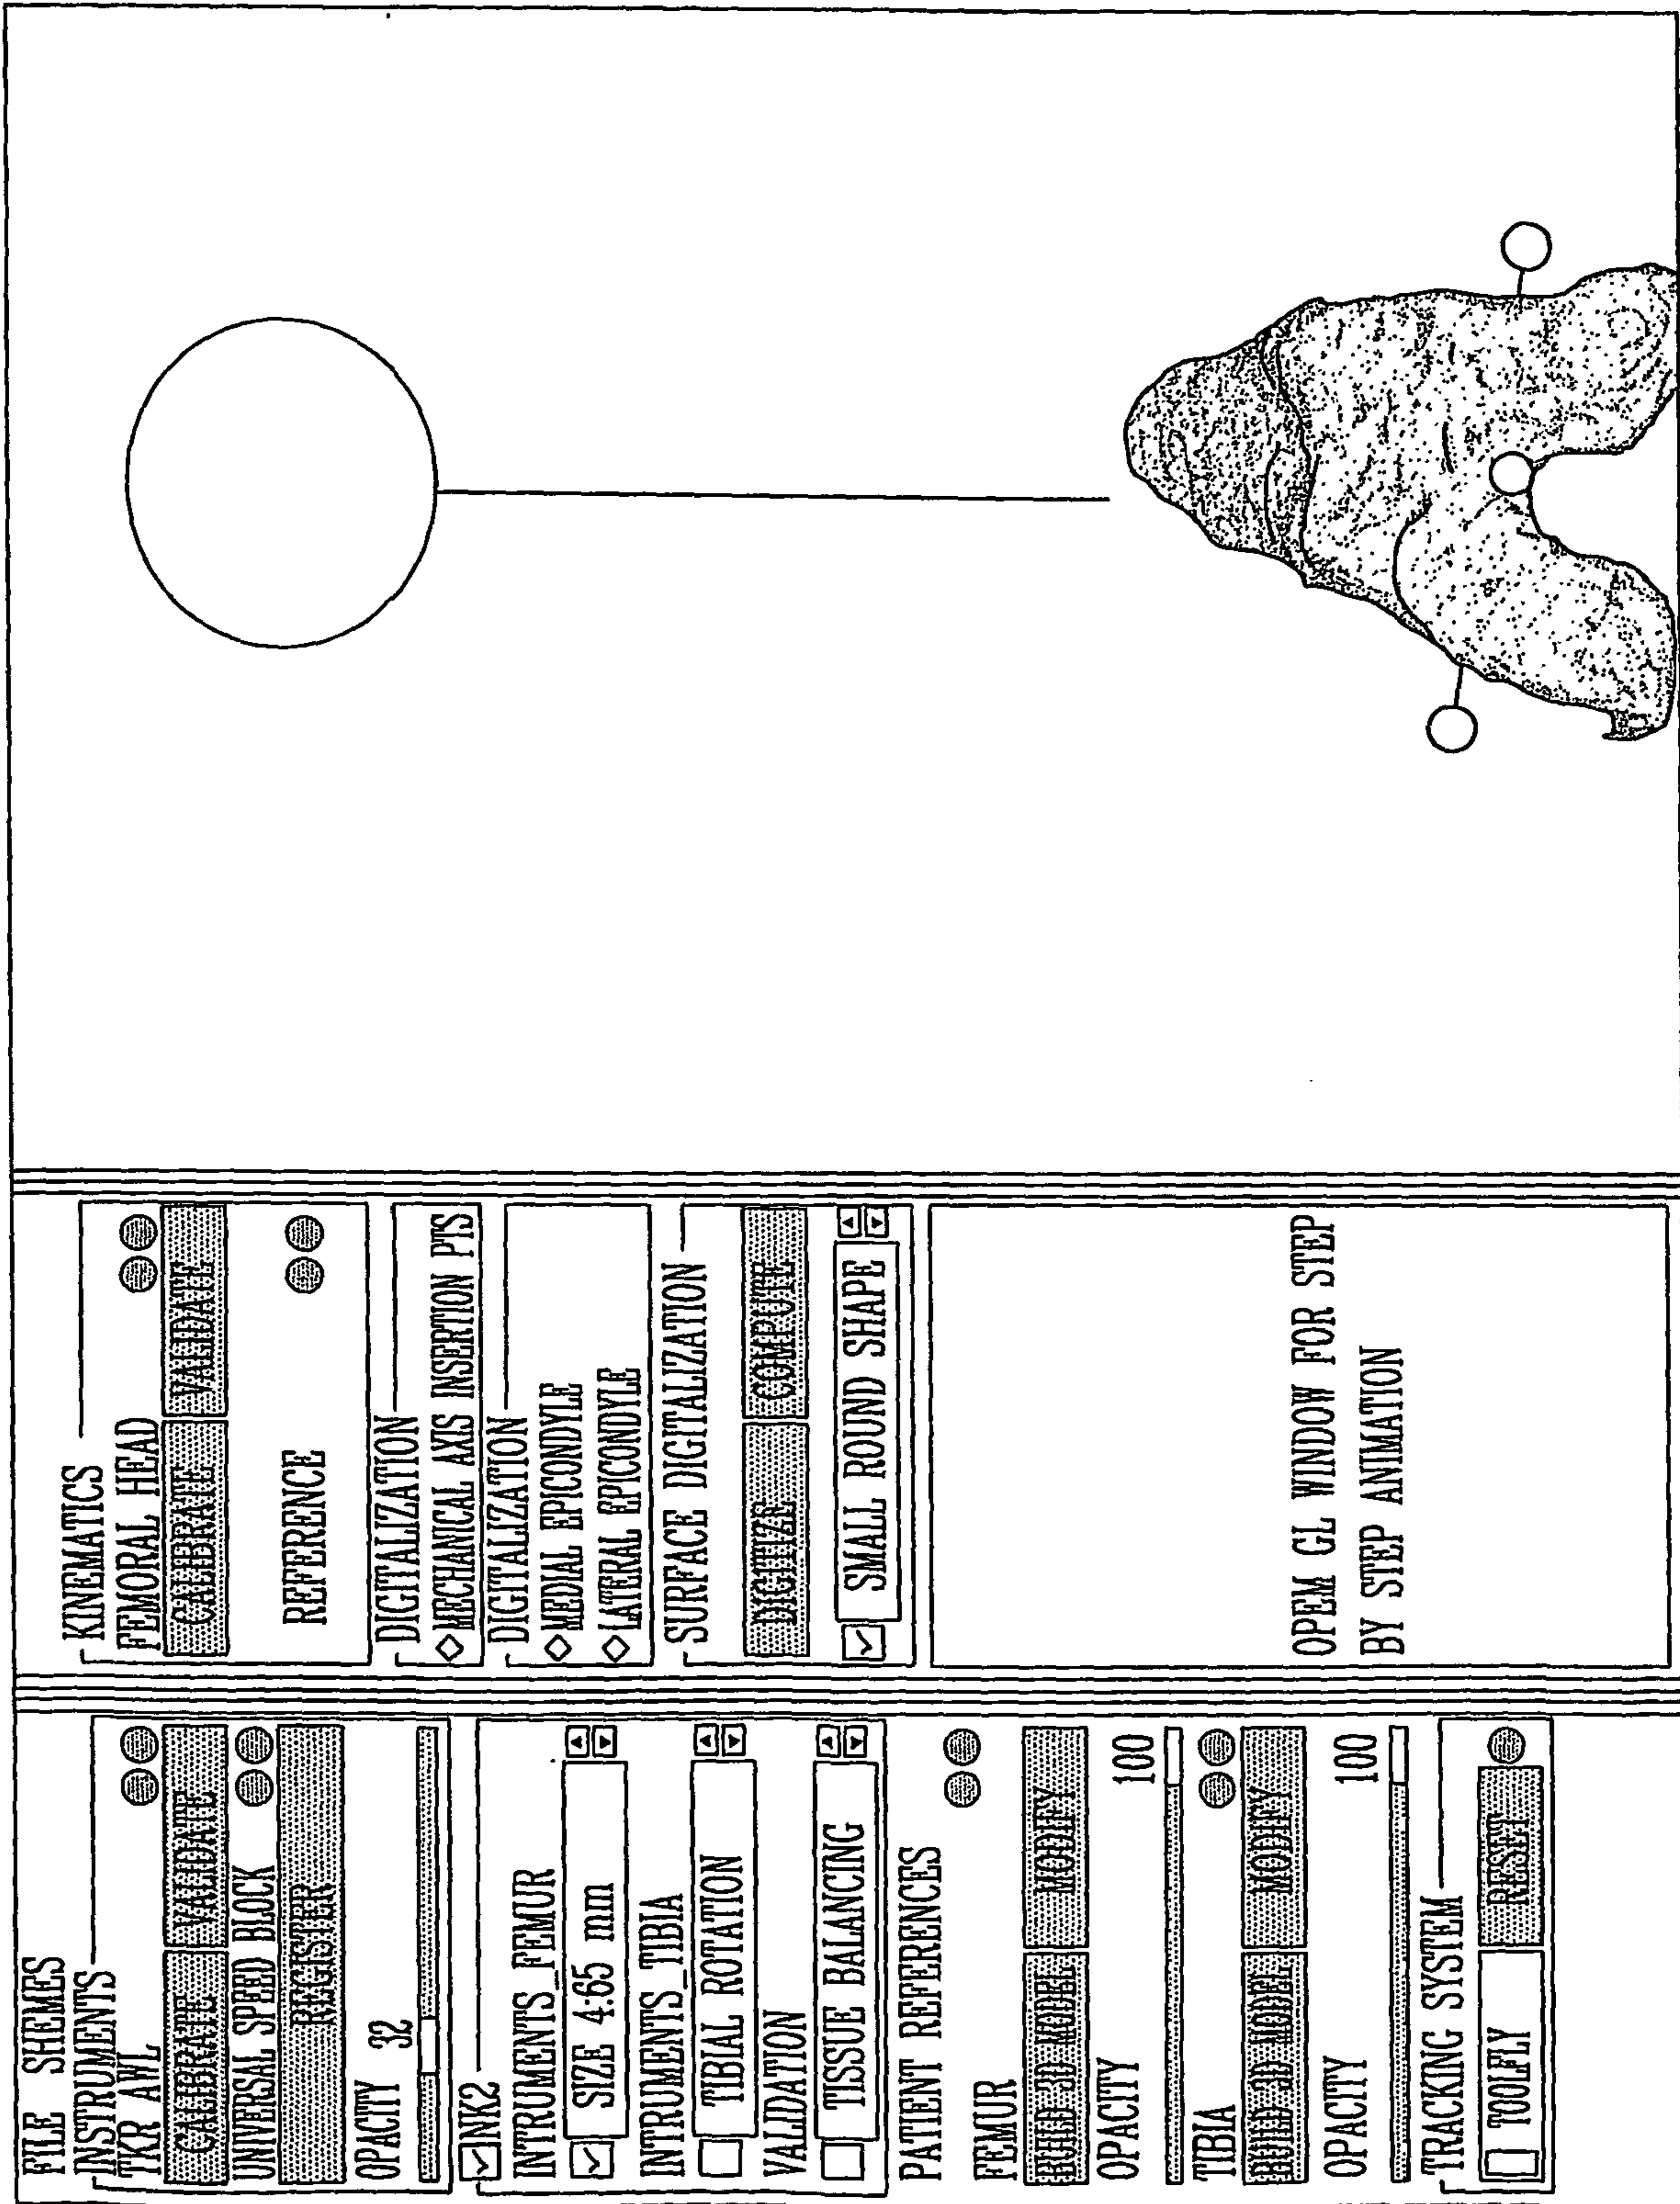 FILE SHEMES
INSTRUMENTS
TKR AWL
CALIBRATE VALIDATE
UNIVERSAL SPEED BLOCK
REGISTER
OPACITY 32
NK2
INTRUMENTS_FEMUR
SIZE 4:65 mm
INTRUMENTS_TIBIA
TIBIAL ROTATION
VALIDATION
TISSUE BALANCING
PATIENT REFERENCES
FEMUR
BUILD 3D MODEL MODIFY
OPACITY 100
TIBIA
BUILD 3D MODEL MODIFY
OPACITY 100
TRACKING SYSTEM
TOOLFLY RESET
KINEMATICS
FEMORAL HEAD
CALIBRATE VALIDATE
REFERENCE
DIGITALIZATION
MECHANICAL AXIS INSERTION PTS
DIGITALIZATION
MEDIAL EPICONDYLE
LATERAL EPICONDYLE
SURFACE DIGITALIZATION
DIGITIZE COMPUTE
SMALL ROUND SHAPE
OPEM GL WINDOW FOR STEP
BY STEP ANIMATION